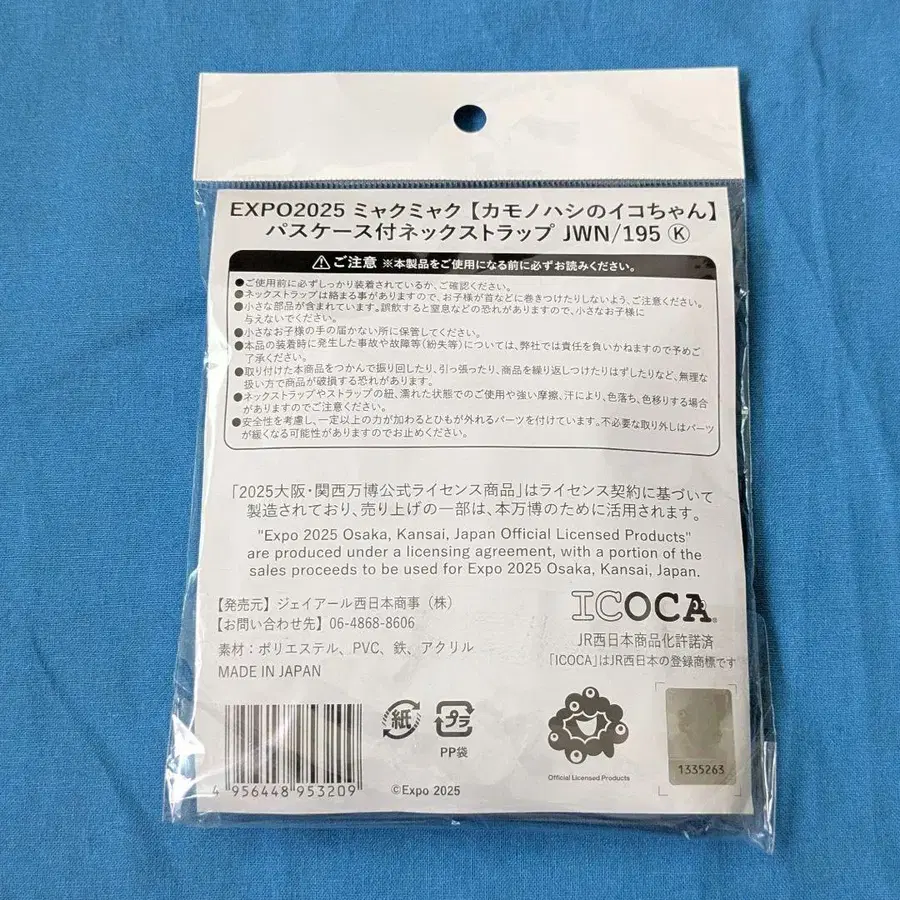 EXPO2025 ミャクミャク【カモノハシのイコちゃん】
パスケース付ネックストラップ JWN/195 Ⓚ
⚠ご注意 ※本製品をご使用になる前に必ずお読みください。
●ご使用前に必ずしっかり装着されているか、ご確認ください。
●ネックストラップは絡まる事がありますので、お子様が首などに巻きつけたりしないよう、ご注意ください。
●小さな部品が含まれています。誤飲すると窒息などの恐れがありますので、小さなお子様に
与えないでください。
●小さなお子様の手の届かない所に保管してください。
●本品の装着時に発生した事故や故障等(紛失等)については、弊社では責任を負いかねますので予めご
了承ください。
●取り付けた本商品をつかんで振り回したり、引っ張ったり、商品を繰り返しつけたりはずしたりなど、無理な
扱い方で商品が破損する恐れがあります。
●ネックストラップやストラップの紐、濡れた状態でのご使用や強い摩擦、汗により、色落ち、色移りする場合
がありますのでご注意ください。
●安全性を考慮し、一定以上の力が加わるとひもが外れるパーツを付けています。不必要な取り外しはパーツ
が緩くなる可能性がありますのでお止めください。
「2025大阪・関西万博公式ライセンス商品」はライセンス契約に基づいて
製造されており、売り上げの一部は、本万博のために活用されます。
"Expo 2025 Osaka, Kansai, Japan Official Licensed Products"
are produced under a licensing agreement, with a portion of the
sales proceeds to be used for Expo 2025 Osaka, Kansai, Japan.
【発売元】ジェイアール西日本商事（株）
【お問い合わせ先】06-4868-8606
素材：ポリエステル、PVC、鉄、アクリル
MADE IN JAPAN
ICOCA®
JR西日本商品化許諾済
「ICOCA」はJR西日本の登録商標です
紙
プラ
PP袋
Official Licensed Products
1335263
4 956448 953209
©Expo 2025